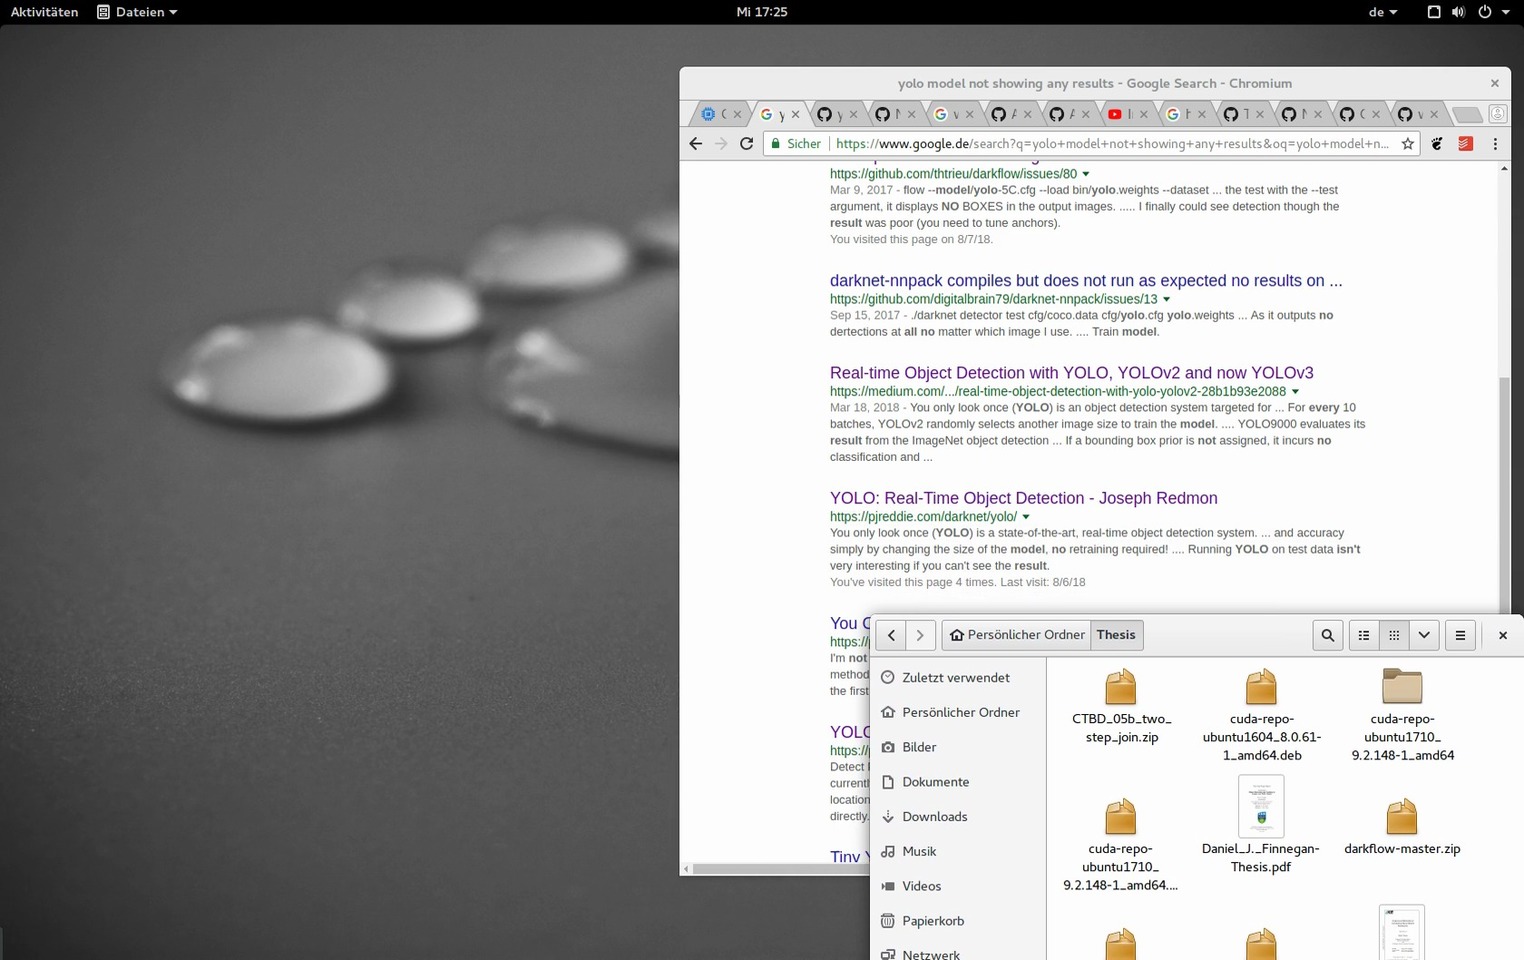 Aktivitäten
Dateien
Mi 17:25
de
yolo model not showing any results - Google Search - Chromium
Sicher
https://www.google.de/search?q=yolo+model+not+showing+any+results&oq=yolo+model+n...
https://github.com/thtrieu/darkflow/issues/80
Mar 9, 2017 - flow --model/yolo-5C.cfg --load bin/yolo.weights --dataset ... the test with the --test
argument, it displays NO BOXES in the output images. ..... I finally could see detection though the
result was poor (you need to tune anchors).
You visited this page on 8/7/18.
darknet-nnpack compiles but does not run as expected no results on ...
https://github.com/digitalbrain79/darknet-nnpack/issues/13
Sep 15, 2017 - ./darknet detector test cfg/coco.data cfg/yolo.cfg yolo.weights ... As it outputs no
dertections at all no matter which image I use. .... Train model.
Real-time Object Detection with YOLO, YOLOv2 and now YOLOv3
https://medium.com/.../real-time-object-detection-with-yolo-yolov2-28b1b93e2088
Mar 18, 2018 - You only look once (YOLO) is an object detection system targeted for ... For every 10
batches, YOLOv2 randomly selects another image size to train the model. .... YOLO9000 evaluates its
result from the ImageNet object detection ... If a bounding box prior is not assigned, it incurs no
classification and ...
YOLO: Real-Time Object Detection - Joseph Redmon
https://pjreddie.com/darknet/yolo/
You only look once (YOLO) is a state-of-the-art, real-time object detection system. ... and accuracy
simply by changing the size of the model, no retraining required! .... Running YOLO on test data isn't
very interesting if you can't see the result.
You've visited this page 4 times. Last visit: 8/6/18
You
I'm not
method
the first
YOLO
Detect
current
location
directly.
Tiny
Persönlicher Ordner
Thesis
Zuletzt verwendet
Persönlicher Ordner
Bilder
Dokumente
Downloads
Musik
Videos
Papierkorb
Netzwerk
CTBD_05b_two_
step_join.zip
cuda-repo-
ubuntu1604_8.0.61-
1_amd64.deb
cuda-repo-
ubuntu1710_
9.2.148-1_amd64
cuda-repo-
ubuntu1710_
9.2.148-1_amd64....
Daniel_J._Finnegan-
Thesis.pdf
darkflow-master.zip